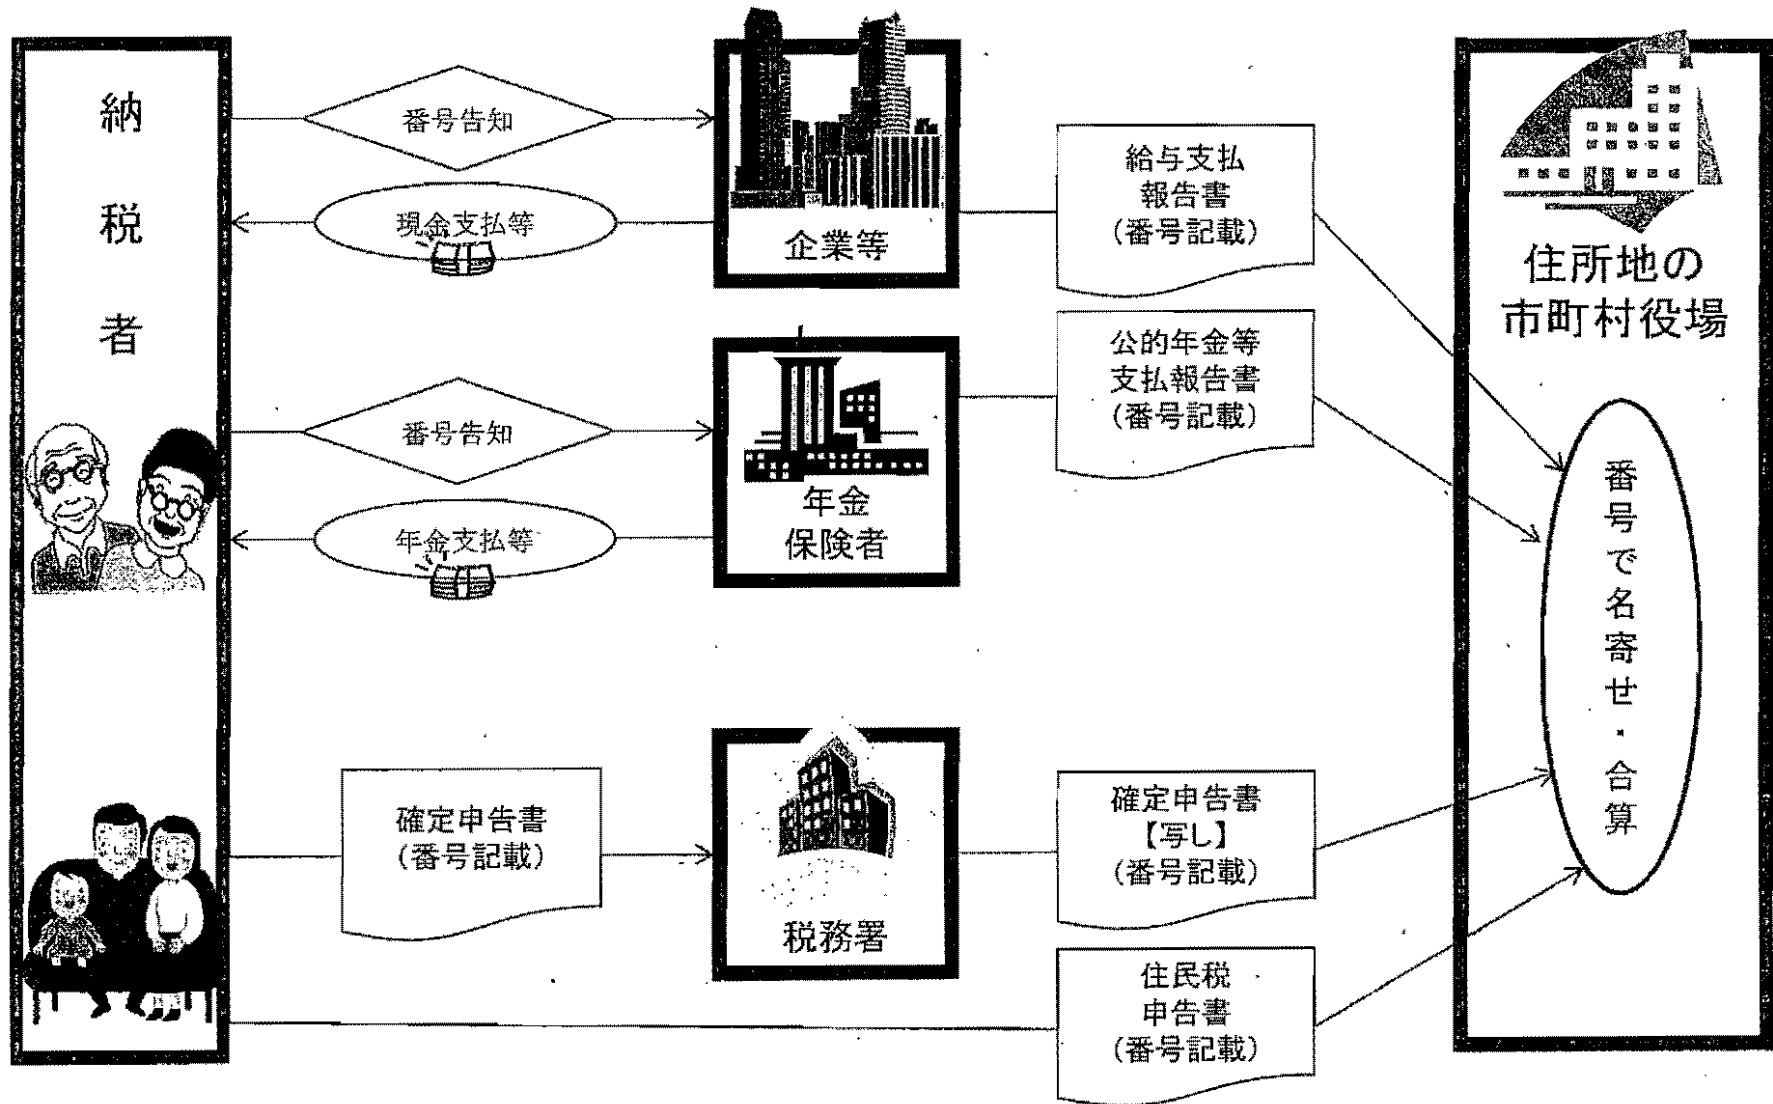 納税者
番号告知
現金支払等
企業等
給与支払
報告書
(番号記載)
番号告知
年金支払等
年金
保険者
公的年金等
支払報告書
(番号記載)
確定申告書
(番号記載)
税務署
確定申告書
【写し】
(番号記載)
住民税
申告書
(番号記載)
住所地の
市町村役場
番号で名寄せ・合算